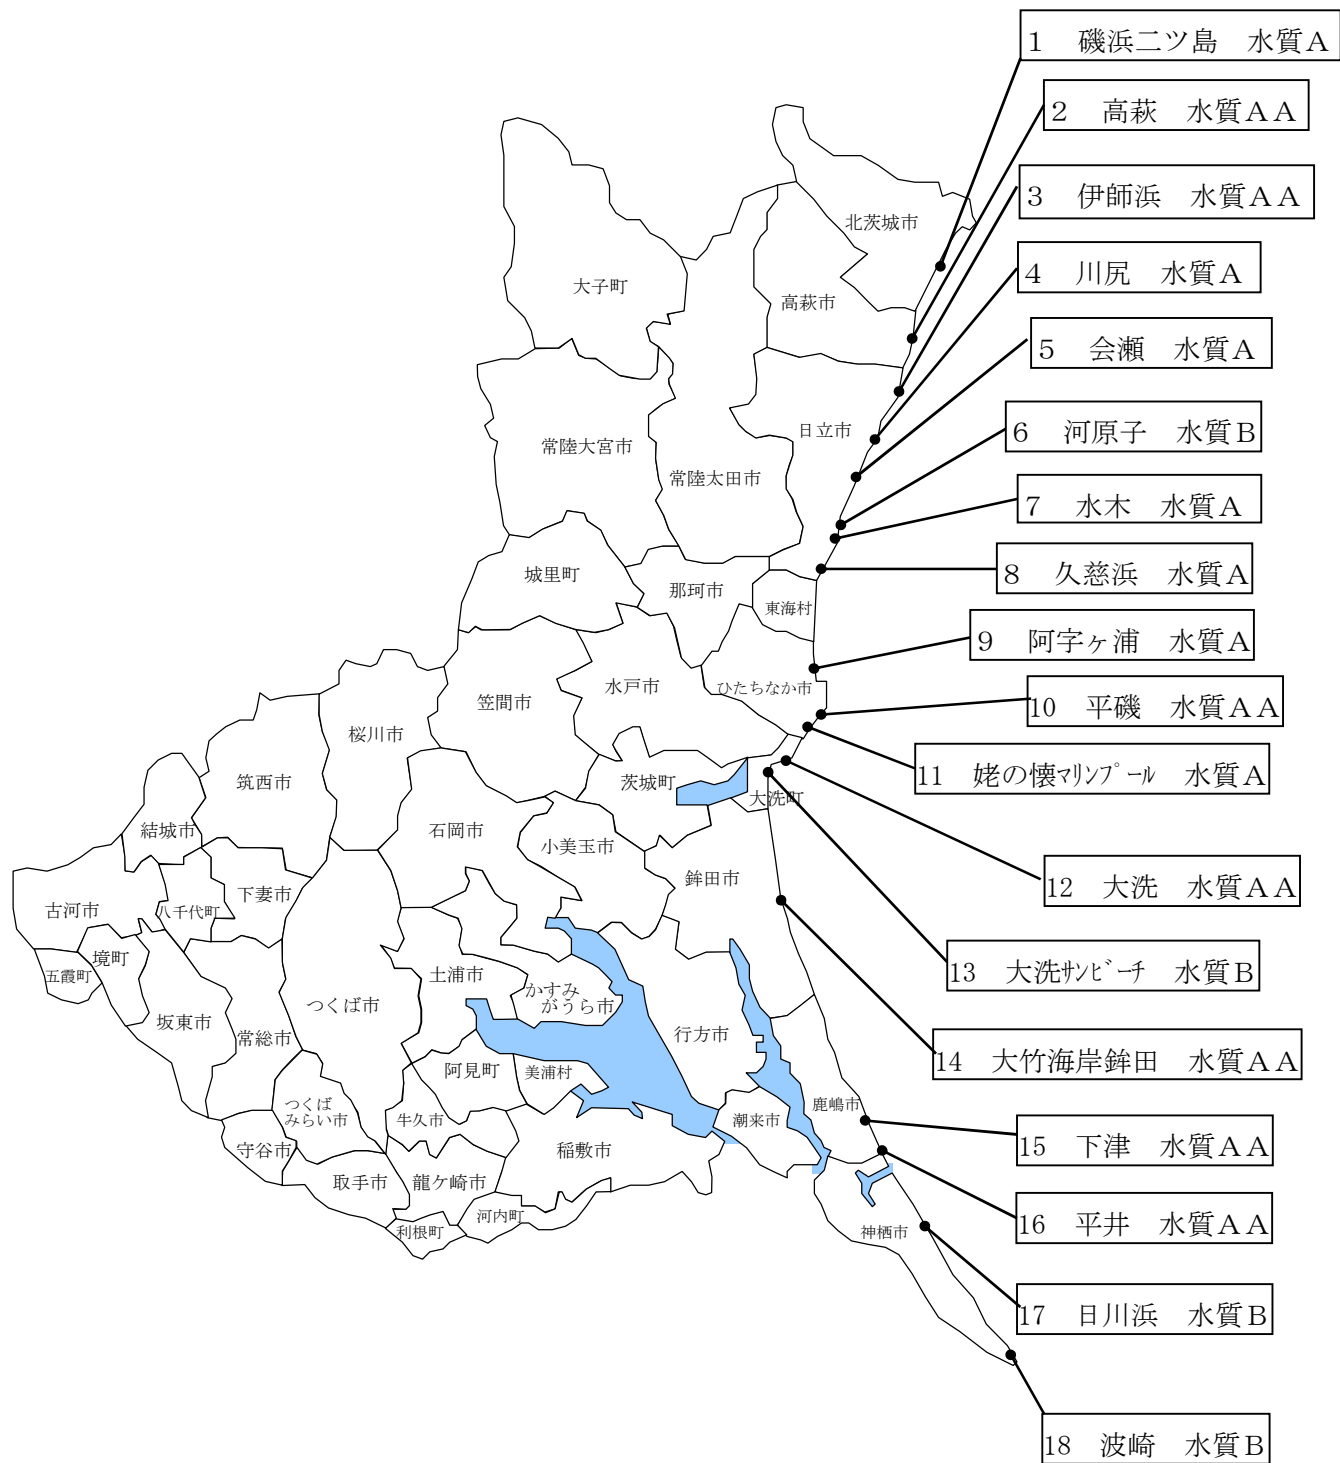 1　磯浜二ツ島　水質A
2　高萩　水質ＡＡ
3　伊師浜　水質ＡＡ
4　川尻　水質Ａ
5　会瀬　水質Ａ
6　河原子　水質Ｂ
7　水木　水質Ａ
8　久慈浜　水質Ａ
9　阿字ヶ浦　水質Ａ
10　平磯　水質ＡＡ
11　姥の懐ﾏﾘﾝﾌﾟｰﾙ　水質Ａ
12　大洗　水質ＡＡ
13　大洗ｻﾝﾋﾞｰﾁ　水質Ｂ
14　大竹海岸鉾田　水質ＡＡ
15　下津　水質ＡＡ
16　平井　水質ＡＡ
17　日川浜　水質Ｂ
18　波崎　水質Ｂ
北茨城市
大子町
高萩市
日立市
常陸大宮市
常陸太田市
城里町
那珂市
東海村
ひたちなか市
水戸市
笠間市
桜川市
筑西市
茨城町
大洗町
結城市
石岡市
小美玉市
鉾田市
下妻市
八千代町
古河市
境町
五霞町
土浦市
かすみ
がうら市
つくば市
坂東市
常総市
行方市
阿見町
美浦村
つくば
みらい市
牛久市
潮来市
鹿嶋市
守谷市
取手市
龍ケ崎市
稲敷市
河内町
利根町
神栖市